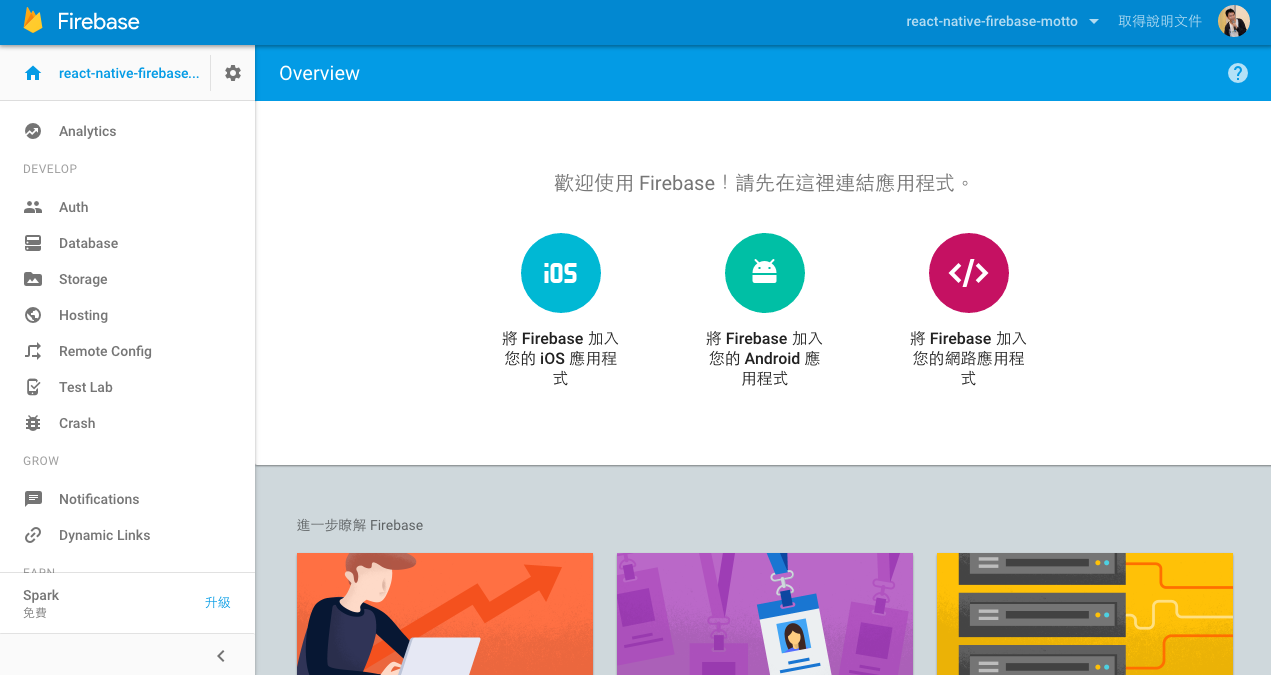 Firebase
react-native-firebase-motto
取得說明文件
react-native-firebase...
Overview
Analytics
DEVELOP
Auth
Database
Storage
Hosting
Remote Config
Test Lab
Crash
GROW
Notifications
Dynamic Links
EARN
Spark
免費
升級
歡迎使用 Firebase！請先在這裡連結應用程式。
iOS
將 Firebase 加入
您的 iOS 應用程
式
將 Firebase 加入
您的 Android 應
用程式
</>
將 Firebase 加入
您的網路應用程
式
進一步瞭解 Firebase